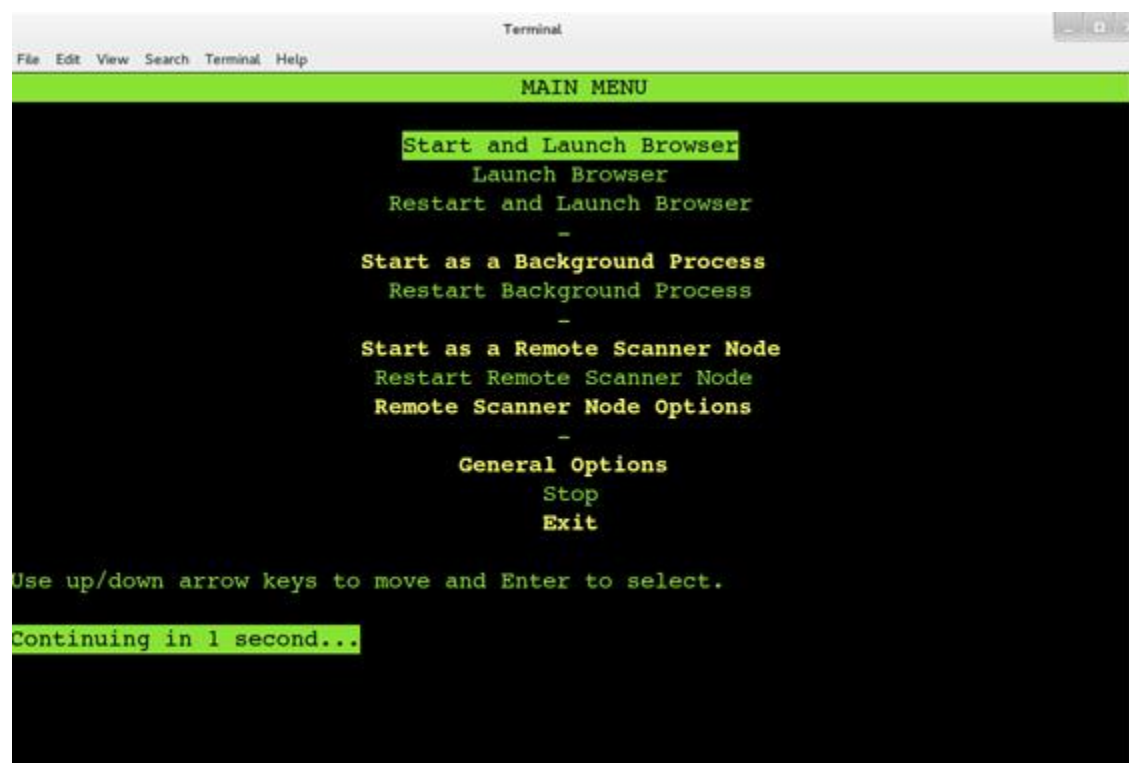 Terminal
File Edit View Search Terminal Help
MAIN MENU
Start and Launch Browser
Launch Browser
Restart and Launch Browser
-
Start as a Background Process
Restart Background Process
-
Start as a Remote Scanner Node
Restart Remote Scanner Node
Remote Scanner Node Options
-
General Options
Stop
Exit
Use up/down arrow keys to move and Enter to select.
Continuing in 1 second...